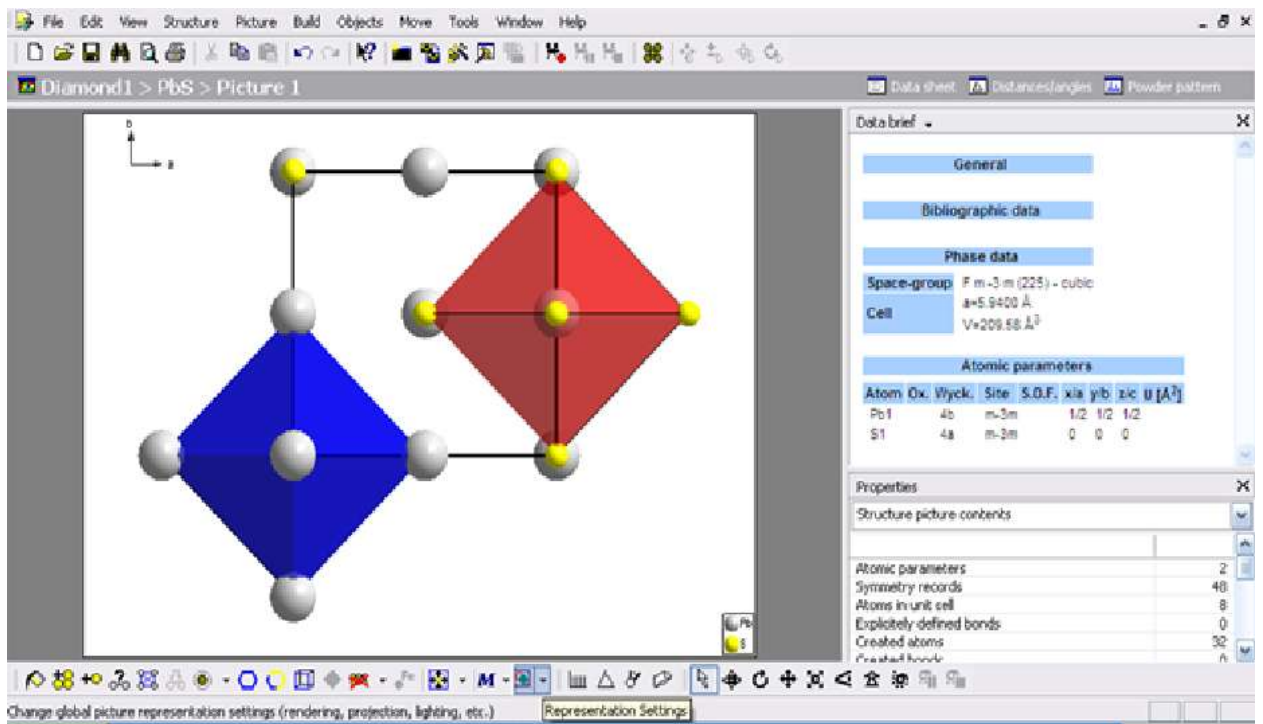 File Edit View Structure Picture Build Objects Move Tools Window Help
Diamond1 > PbS > Picture 1
Data sheet Distances/angles Powder pattern
b
a
Pb
S
Data brief
General
Bibliographic data
Phase data
Space-group F m -3 m (225) - cubic
Cell a=5.9400 Å
V=209.58 Å3
Atomic parameters
Atom Ox. Wyck. Site S.O.F. x/a y/b z/c U [Å2]
Pb1 4b m-3m 1/2 1/2 1/2
S1 4a m-3m 0 0 0
Properties
Structure picture contents
Atomic parameters 2
Symmetry records 48
Atoms in unit cell 8
Explicitely defined bonds 0
Created atoms 32
Created bonds 0
M
Change global picture representation settings (rendering, projection, lighting, etc.)
Representation Settings